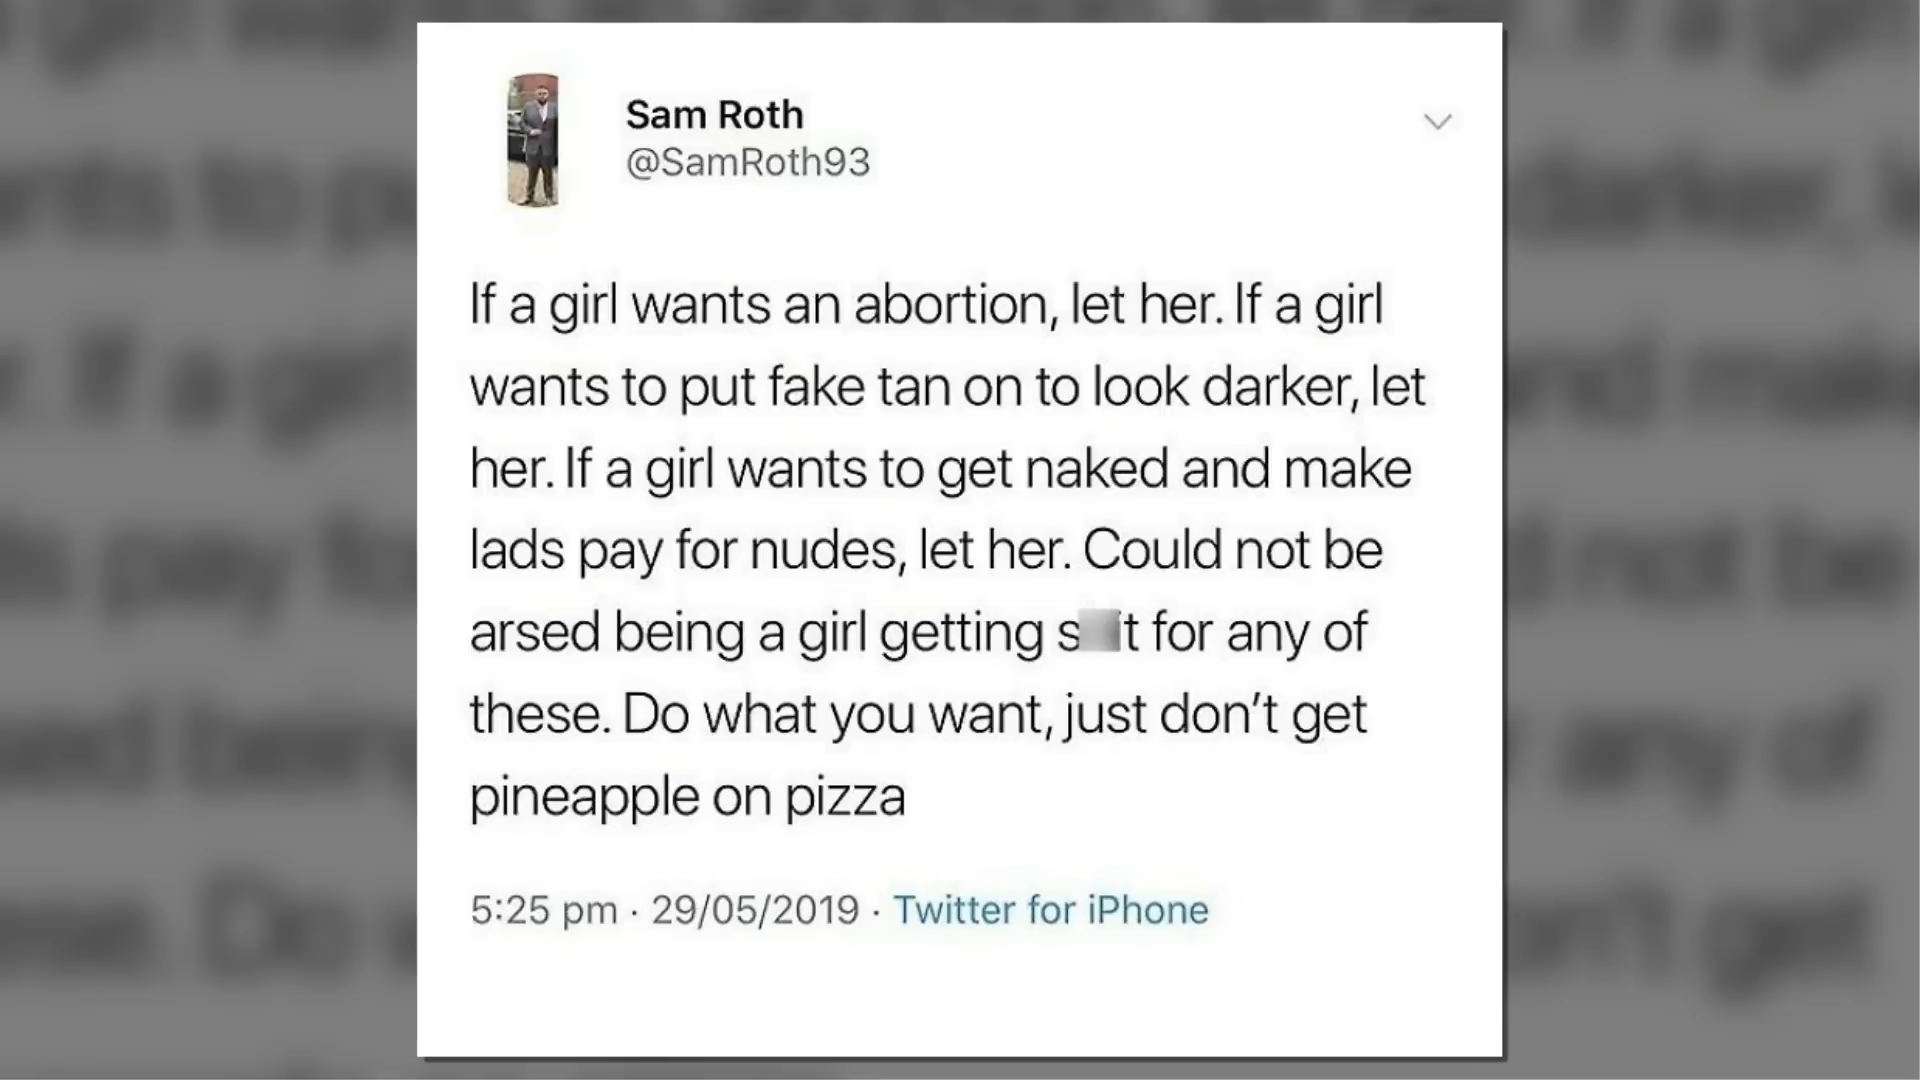 Sam Roth
@SamRoth93
If a girl wants an abortion, let her. If a girl
wants to put fake tan on to look darker, let
her. If a girl wants to get naked and make
lads pay for nudes, let her. Could not be
arsed being a girl getting s it for any of
these. Do what you want, just don’t get
pineapple on pizza
5:25 pm · 29/05/2019 · Twitter for iPhone